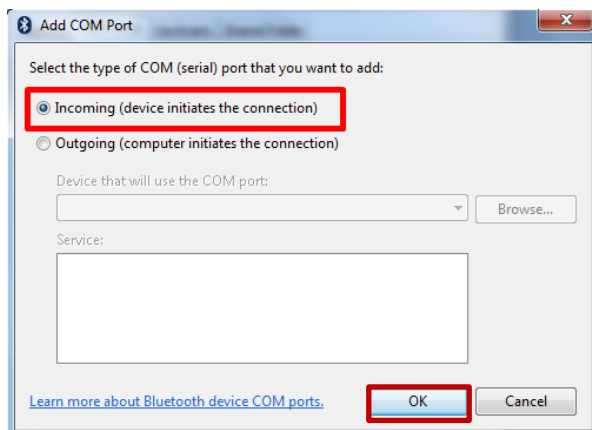 Add COM Port
Select the type of COM (serial) port that you want to add:
Incoming (device initiates the connection)
Outgoing (computer initiates the connection)
Device that will use the COM port:
Browse...
Service:
Learn more about Bluetooth device COM ports.
OK
Cancel